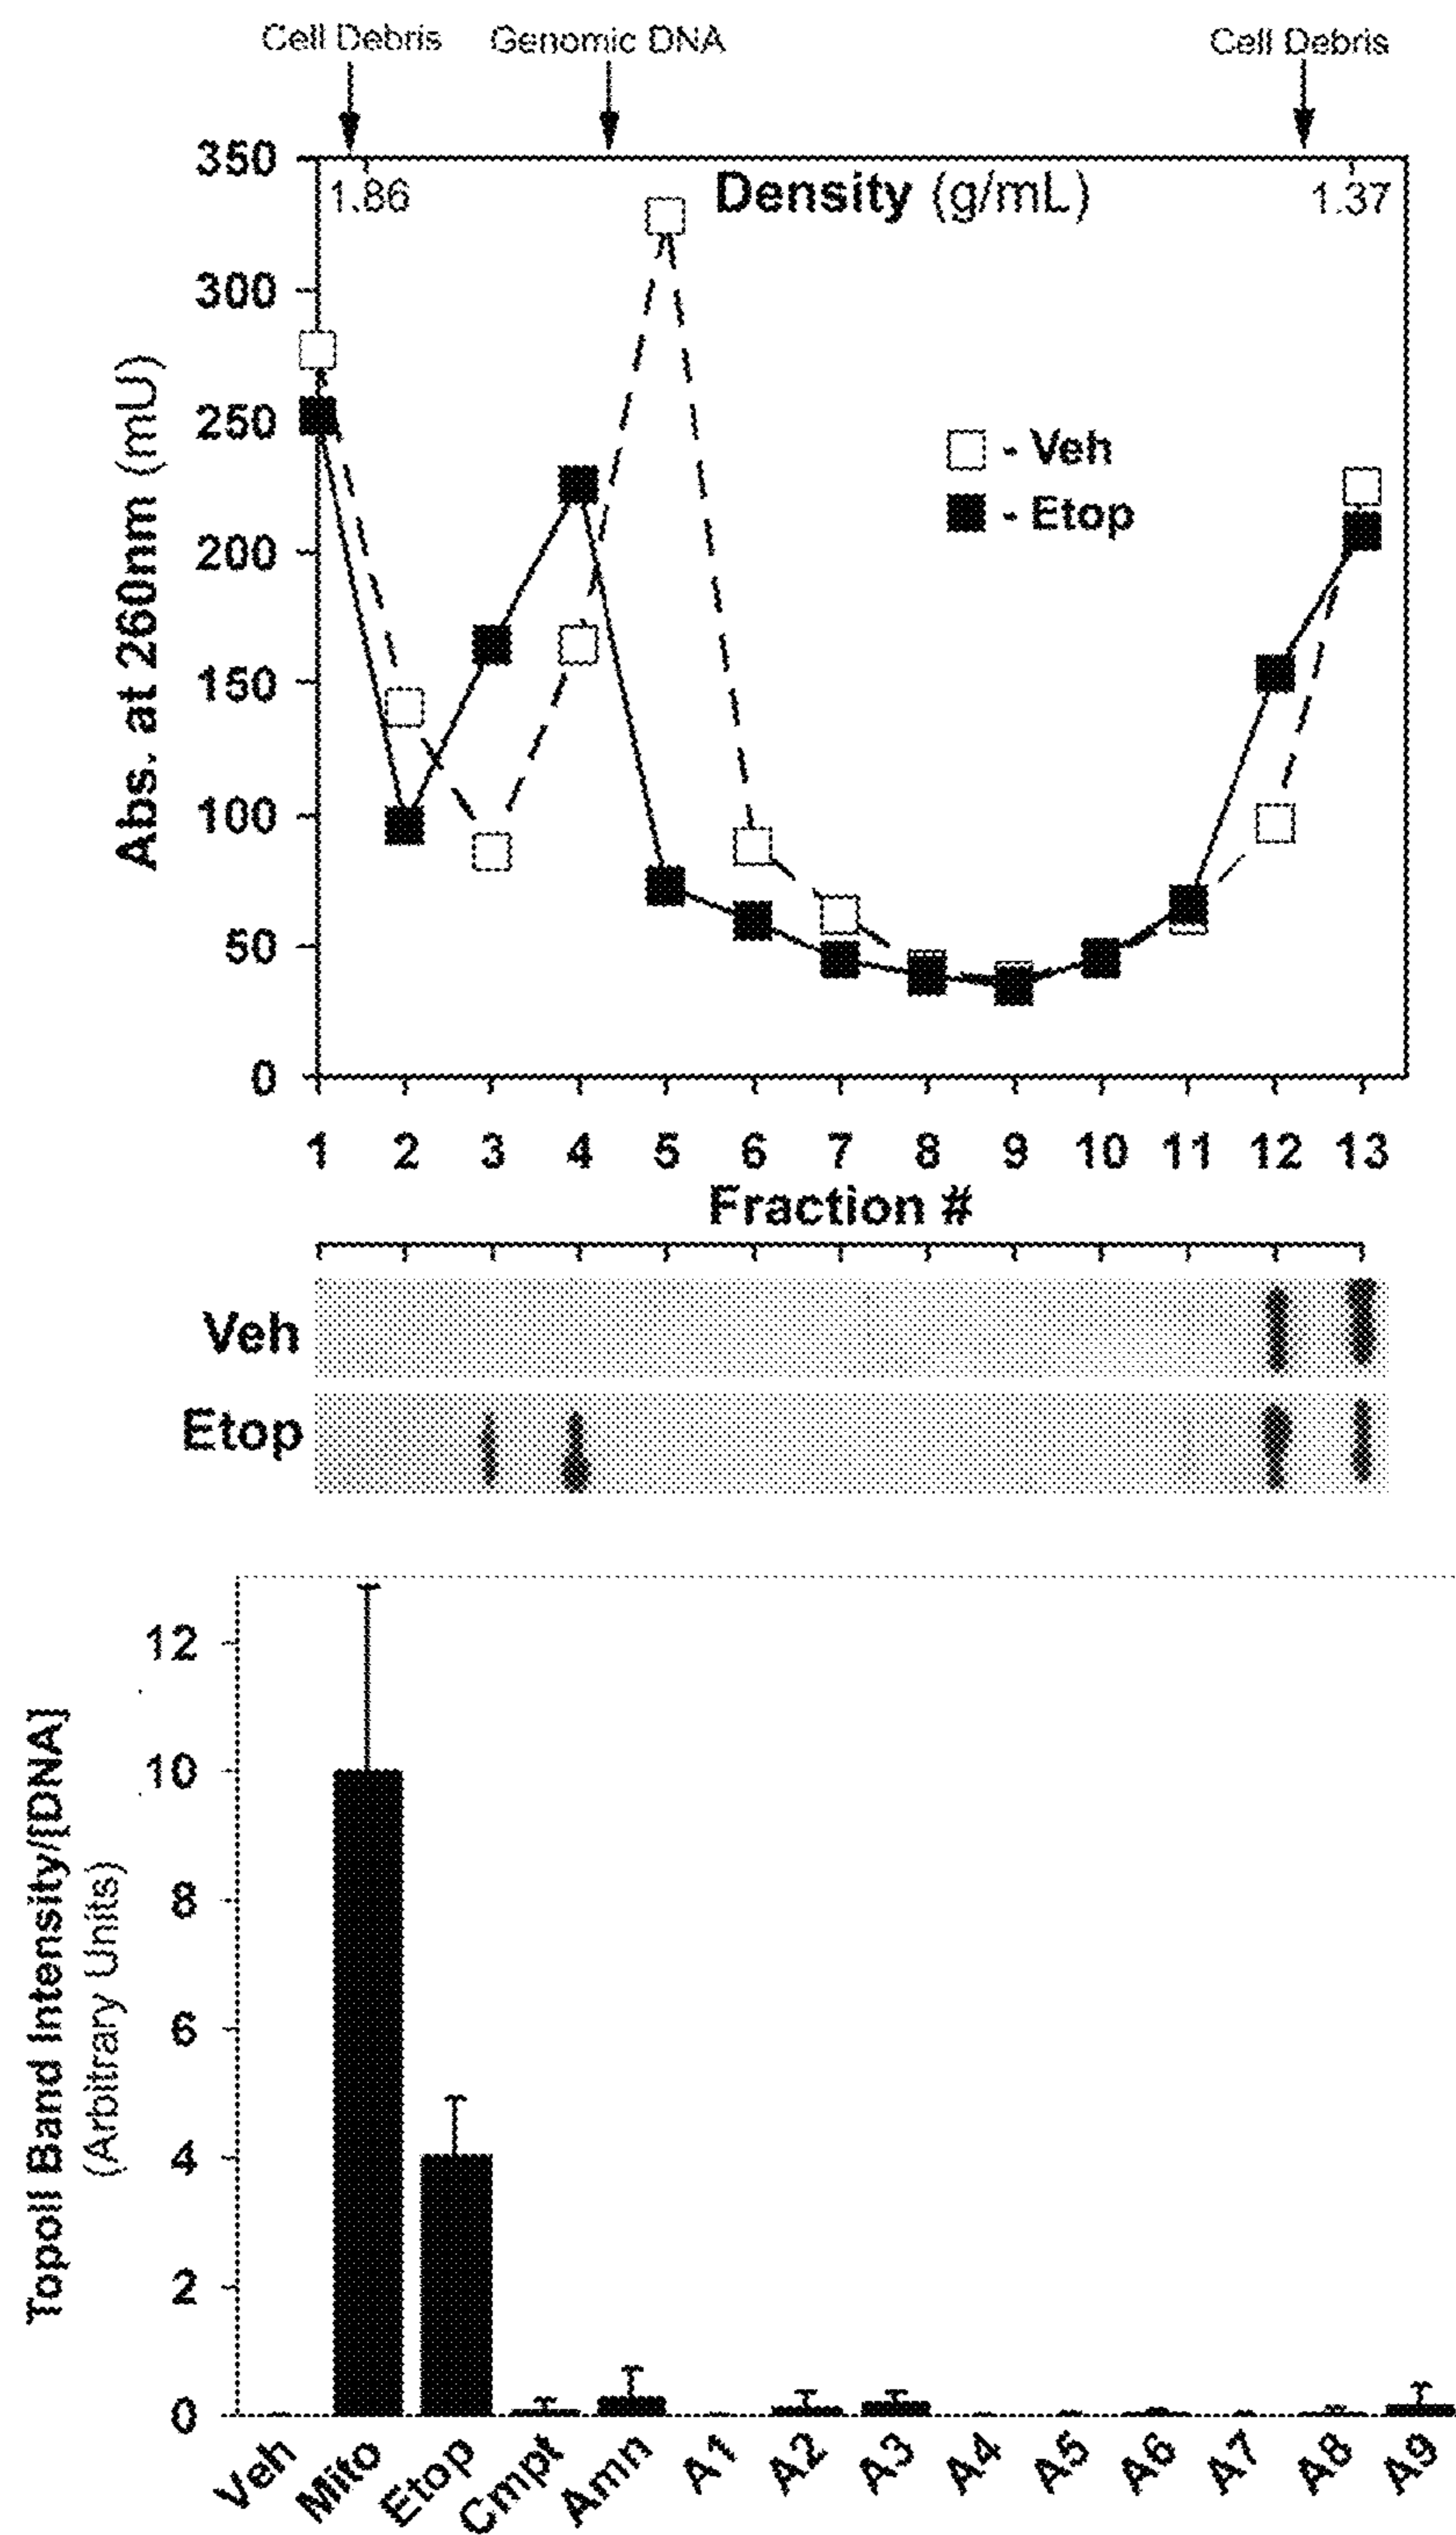 Cell Debris Genomic DNA Cell Debris
350
1.86 Density (g/mL) 1.37
300
250
200
150
100
50
0
Abs. at 260nm (mU)
- Veh
- Etop
1 2 3 4 5 6 7 8 9 10 11 12 13
Fraction #
Veh
Etop
12
10
8
6
4
2
0
TopoII Band Intensity/[DNA]
(Arbitrary Units)
Veh Mito Etop Cmpt Amn A1 A2 A3 A4 A5 A6 A7 A8 A9